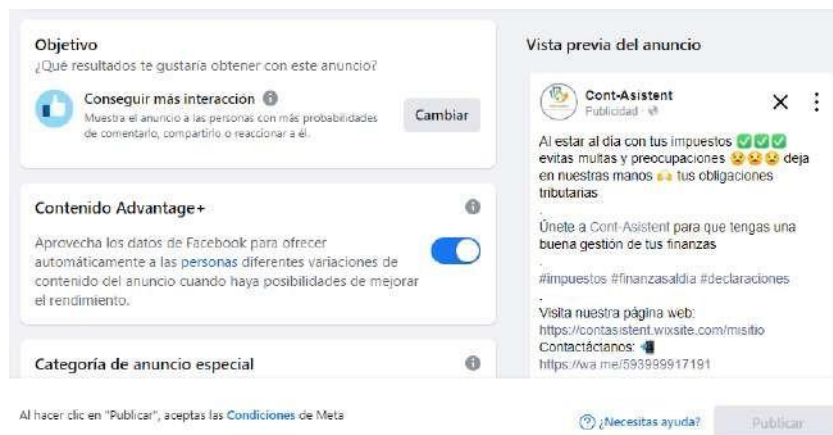 Objetivo
¿Qué resultados te gustaría obtener con este anuncio?
Conseguir más interacción
Muestra el anuncio a las personas con más probabilidades
de comentarlo, compartirlo o reaccionar a él.
Cambiar
Contenido Advantage+
Aprovecha los datos de Facebook para ofrecer
automáticamente a las personas diferentes variaciones de
contenido del anuncio cuando haya posibilidades de mejorar
el rendimiento.
Categoría de anuncio especial
Al hacer clic en "Publicar", aceptas las Condiciones de Meta
Vista previa del anuncio
Cont-Asistent
Publicidad ·
Al estar al día con tus impuestos ✅✅✅
evitas multas y preocupaciones 😟😟😟 deja
en nuestras manos 🙌 tus obligaciones
tributarias
.
Únete a Cont-Asistent para que tengas una
buena gestión de tus finanzas
.
#impuestos #finanzasaldia #declaraciones
.
Visita nuestra página web:
https://contasistent.wixsite.com/misitio
Contactáctanos: 📲
https://wa.me/593999917191
¿Necesitas ayuda?
Publicar